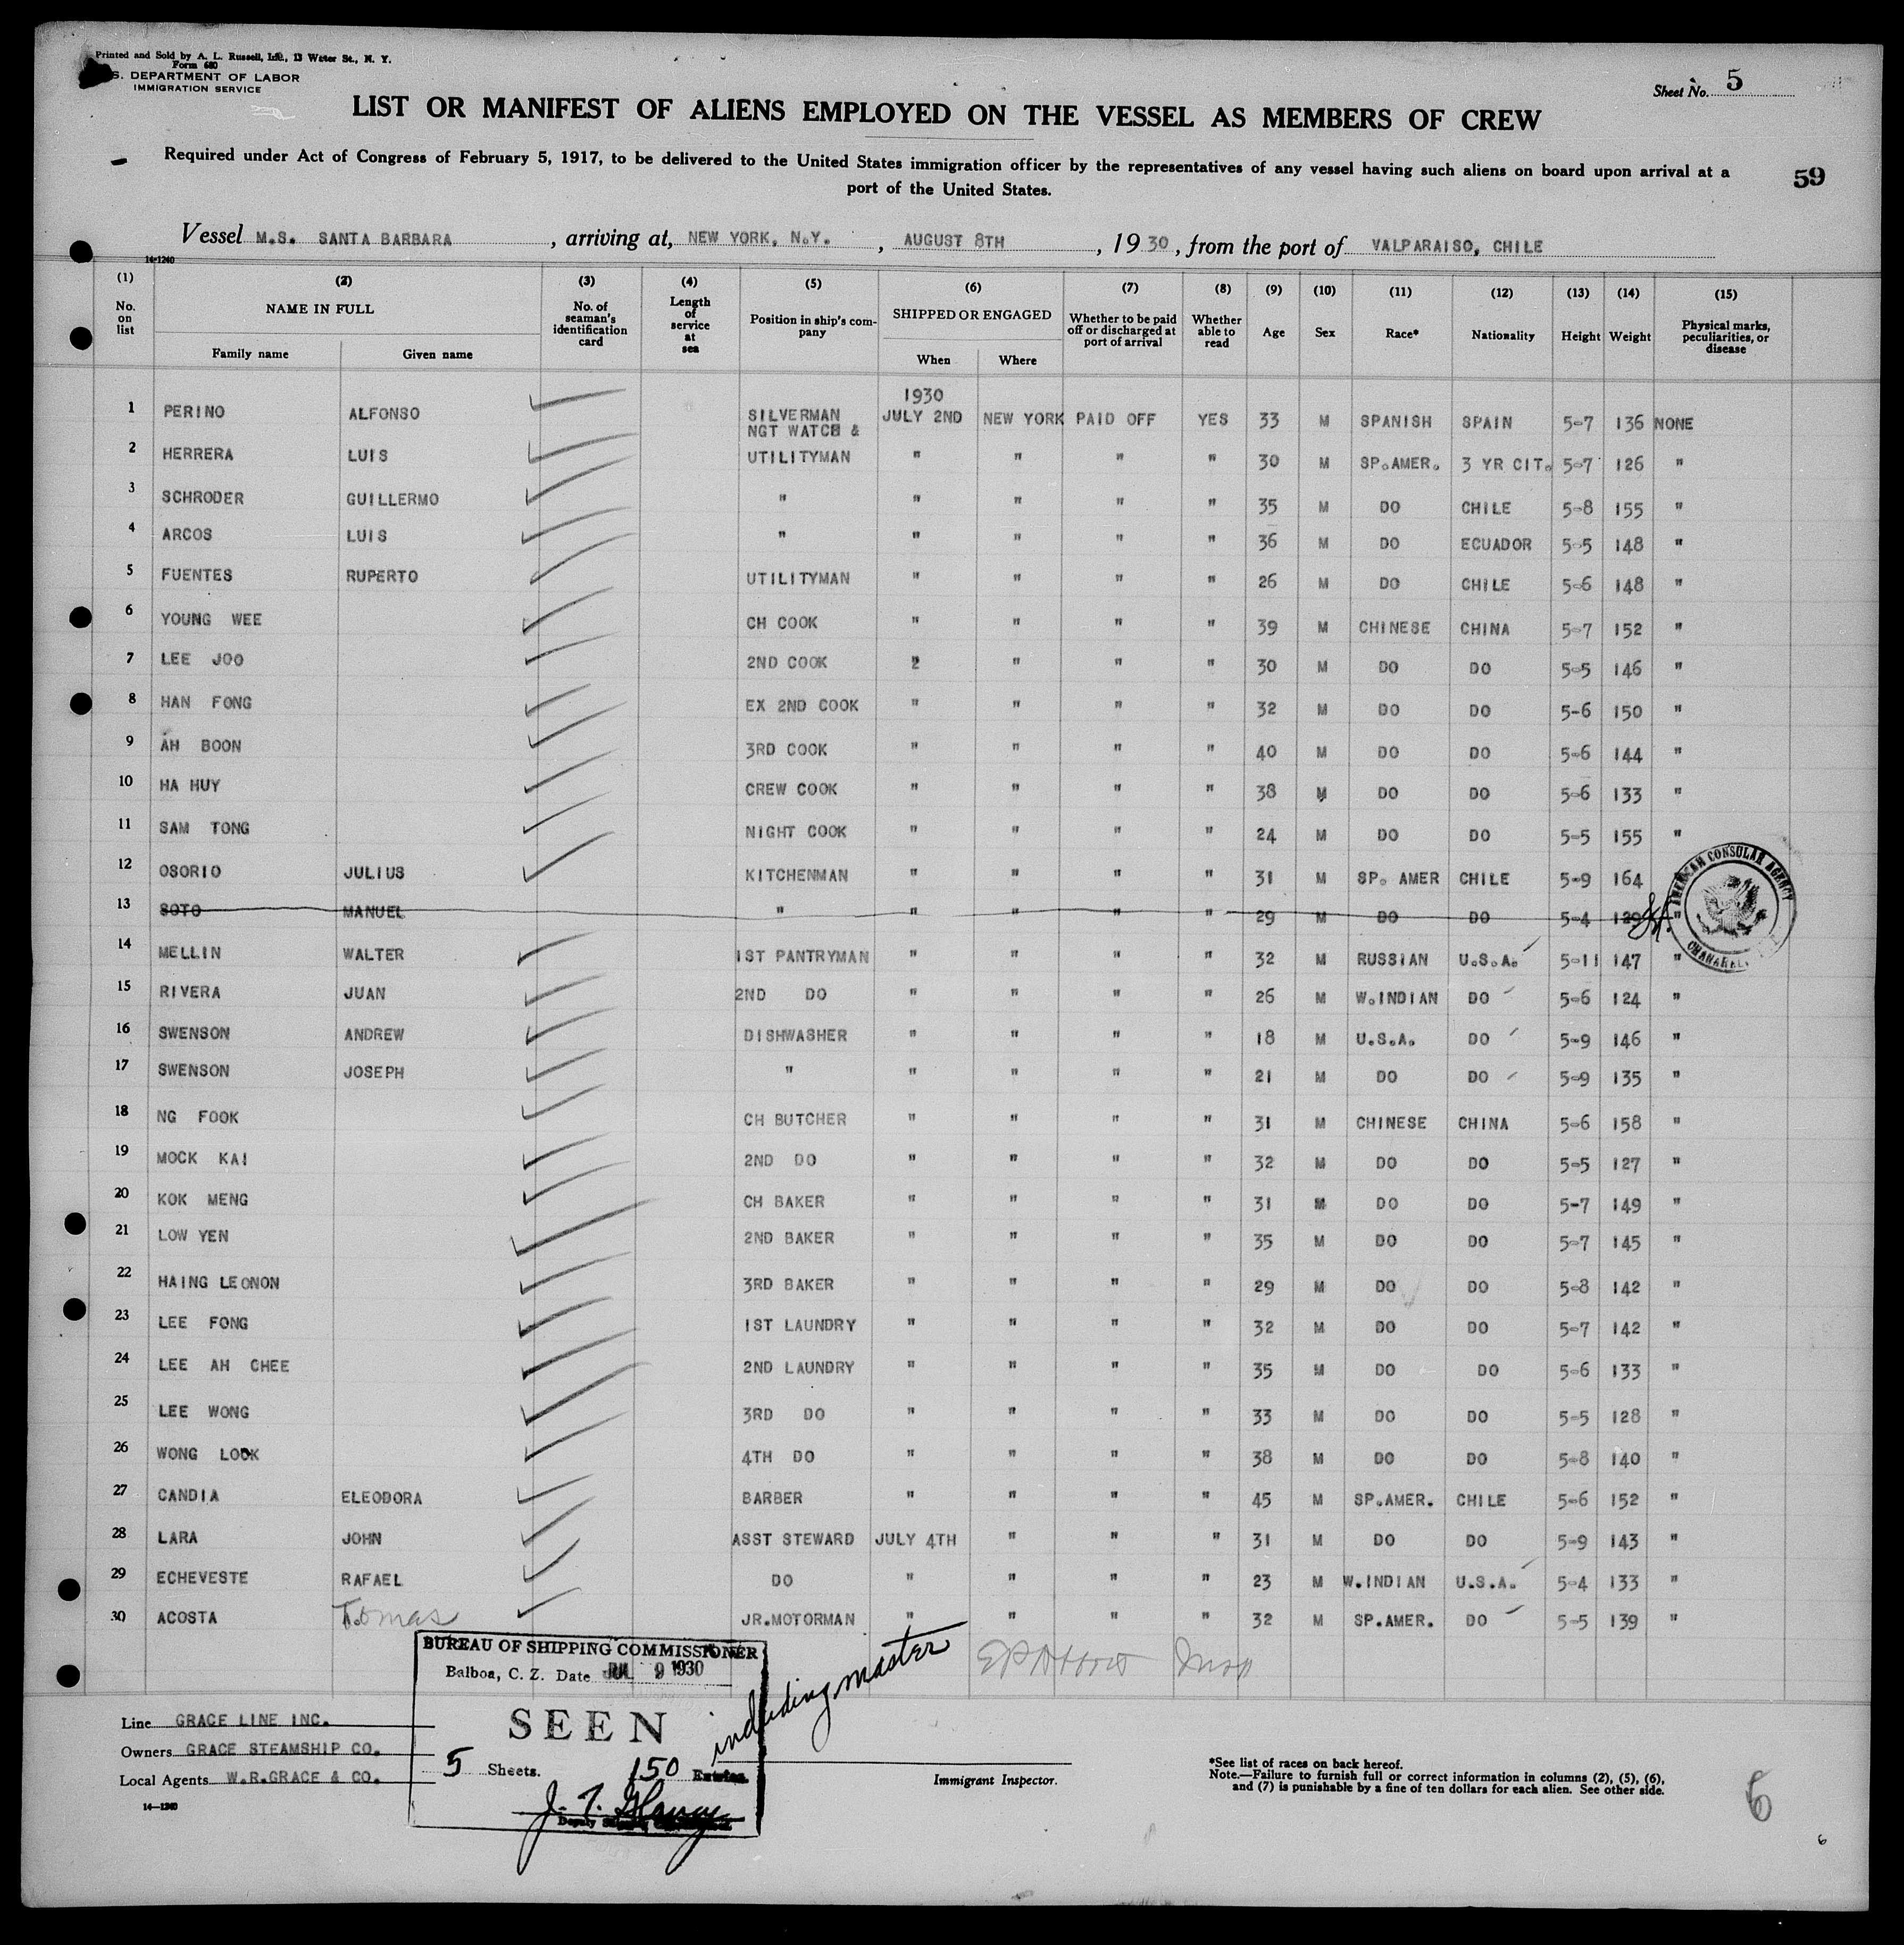 Printed and Sold by A. L. Russell, Inc., 13 Water St., N. Y.
Form 680
S. DEPARTMENT OF LABOR
IMMIGRATION SERVICE
Sheet No. 5
LIST OR MANIFEST OF ALIENS EMPLOYED ON THE VESSEL AS MEMBERS OF CREW
Required under Act of Congress of February 5, 1917, to be delivered to the United States immigration officer by the representatives of any vessel having such aliens on board upon arrival at a
port of the United States.
59
Vessel M.S. SANTA BARBARA, arriving at, NEW YORK, N.Y., AUGUST 8TH, 1930, from the port of VALPARAISO, CHILE
14-1240
(1) (2) (3) (4) (5) (6) (7) (8) (9) (10) (11) (12) (13) (14) (15)
No. on list NAME IN FULL Family name Given name No. of seaman's identification card Length of service at sea Position in ship's company SHIPPED OR ENGAGED When Where Whether to be paid off or discharged at port of arrival Whether able to read Age Sex Race* Nationality Height Weight Physical marks, peculiarities, or disease
1930
1 PERINO ALFONSO SILVERMAN JULY 2ND NEW YORK PAID OFF YES 33 M SPANISH SPAIN 5-7 136 NONE
NGT WATCH &
2 HERRERA LUIS UTILITYMAN " " " " 30 M SP.AMER. 3 YR CIT. 5-7 126 "
3 SCHRODER GUILLERMO " " " " " 35 M DO CHILE 5-8 155 "
4 ARCOS LUIS " " " " " 36 M DO ECUADOR 5-5 148 "
5 FUENTES RUPERTO UTILITYMAN " " " " 26 M DO CHILE 5-6 148 "
6 YOUNG WEE CH COOK " " " " 39 M CHINESE CHINA 5-7 152 "
7 LEE JOO 2ND COOK " " " " 30 M DO DO 5-5 146 "
8 HAN FONG EX 2ND COOK " " " " 32 M DO DO 5-6 150 "
9 AH BOON 3RD COOK " " " " 40 M DO DO 5-6 144 "
10 HA HUY CREW COOK " " " " 38 M DO DO 5-6 133 "
11 SAM TONG NIGHT COOK " " " " 24 M DO DO 5-5 155 "
12 OSORIO JULIUS KITCHENMAN " " " " 31 M SP. AMER CHILE 5-9 164
13 SOTO MANUEL " " " " " 29 M DO DO 5-4 129 "
AMERICAN CONSULAR AGENCY
14 MELLIN WALTER 1ST PANTRYMAN " " " " 32 M RUSSIAN U.S.A. 5-11 147 "
15 RIVERA JUAN 2ND DO " " " " 26 M W.INDIAN DO 5-6 124 "
16 SWENSON ANDREW DISHWASHER " " " " 18 M U.S.A. DO 5-9 146 "
17 SWENSON JOSEPH " " " " " 21 M DO DO 5-9 135 "
18 NG FOOK CH BUTCHER " " " " 31 M CHINESE CHINA 5-6 158 "
19 MOCK KAI 2ND DO " " " " 32 M DO DO 5-5 127 "
20 KOK MENG CH BAKER " " " " 31 M DO DO 5-7 149 "
21 LOW YEN 2ND BAKER " " " " 35 M DO DO 5-7 145 "
22 HAING LEONON 3RD BAKER " " " " 29 M DO DO 5-8 142 "
23 LEE FONG 1ST LAUNDRY " " " " 32 M DO DO 5-7 142 "
24 LEE AH CHEE 2ND LAUNDRY " " " " 35 M DO DO 5-6 133 "
25 LEE WONG 3RD DO " " " " 33 M DO DO 5-5 128 "
26 WONG LOOK 4TH DO " " " " 38 M DO DO 5-8 140 "
27 CANDIA ELEODORA BARBER " " " " 45 M SP.AMER. CHILE 5-6 152 "
28 LARA JOHN ASST STEWARD JULY 4TH " " " 31 M DO DO 5-9 143 "
29 ECHEVESTE RAFAEL DO " " " " 23 M W.INDIAN U.S.A. 5-4 133 "
30 ACOSTA Tomas JR.MOTORMAN " " " " 32 M SP.AMER. DO 5-5 139 "
BUREAU OF SHIPPING COMMISSIONER
Balboa, C. Z. Date JUL 9 1930
SEEN
5 Sheets. 150 Entries.
including master
Line GRACE LINE INC.
Owners GRACE STEAMSHIP CO.
Local Agents W.R.GRACE & CO.
14-1240
Immigrant Inspector.
*See list of races on back hereof.
Note.—Failure to furnish full or correct information in columns (2), (5), (6),
and (7) is punishable by a fine of ten dollars for each alien. See other side.
6
6